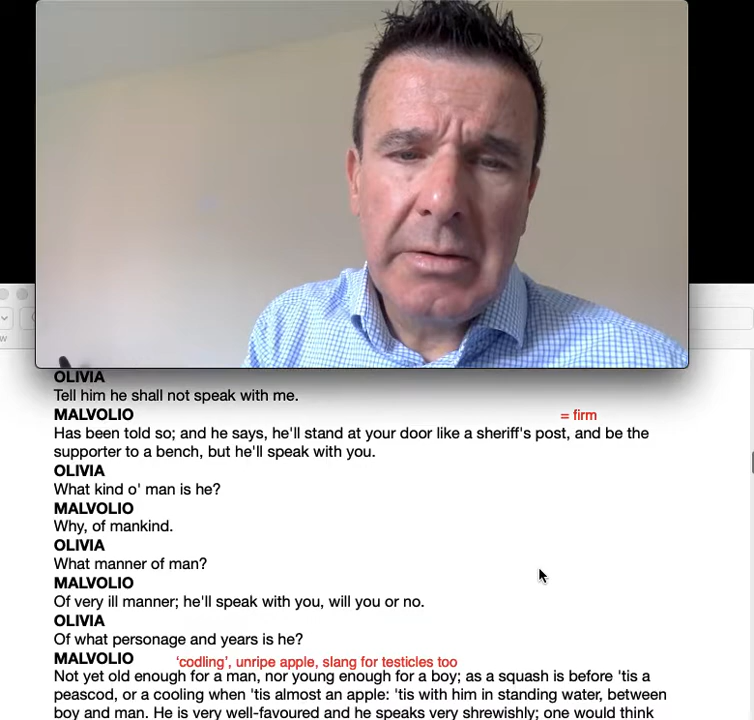 OLIVIA
Tell him he shall not speak with me.
MALVOLIO
= firm
Has been told so; and he says, he'll stand at your door like a sheriff's post, and be the
supporter to a bench, but he'll speak with you.
OLIVIA
What kind o' man is he?
MALVOLIO
Why, of mankind.
OLIVIA
What manner of man?
MALVOLIO
Of very ill manner; he'll speak with you, will you or no.
OLIVIA
Of what personage and years is he?
MALVOLIO
‘codling’, unripe apple, slang for testicles too
Not yet old enough for a man, nor young enough for a boy; as a squash is before 'tis a
peascod, or a cooling when 'tis almost an apple: 'tis with him in standing water, between
boy and man. He is very well-favoured and he speaks very shrewishly; one would think